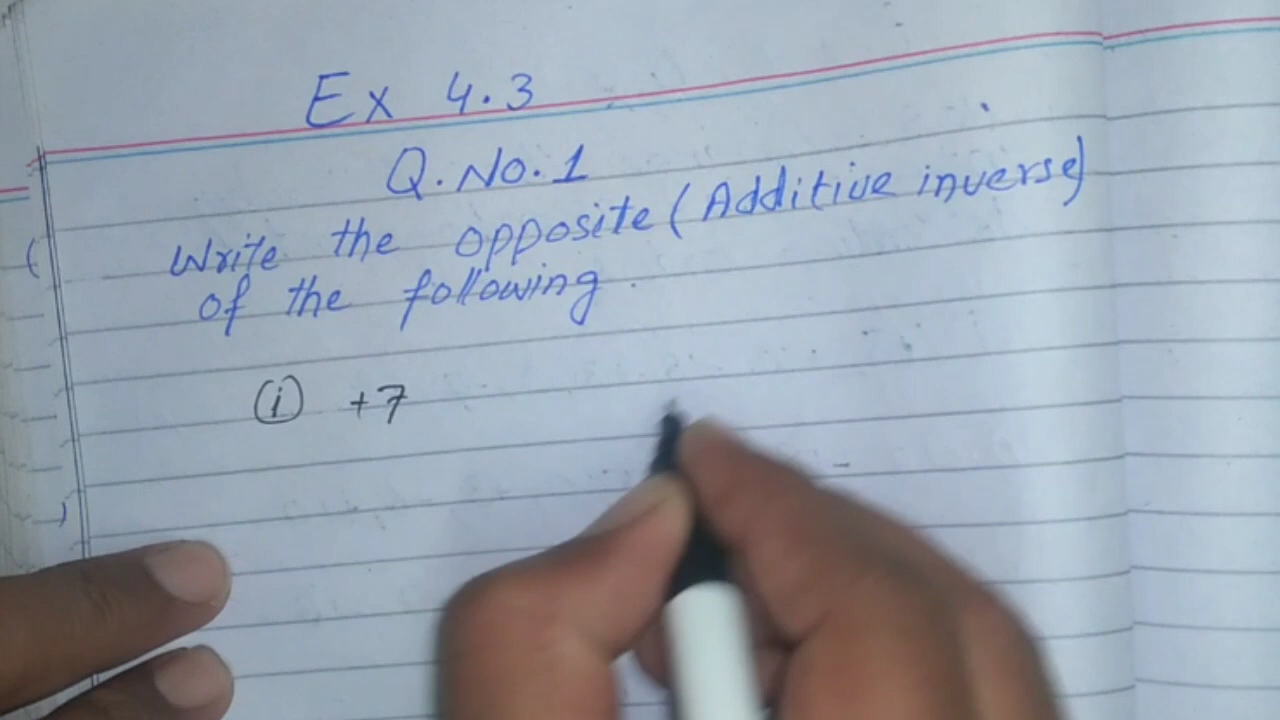 Ex 4.3
Q.No.1
Write the opposite (Additive inverse)
of the following.
(i) +7